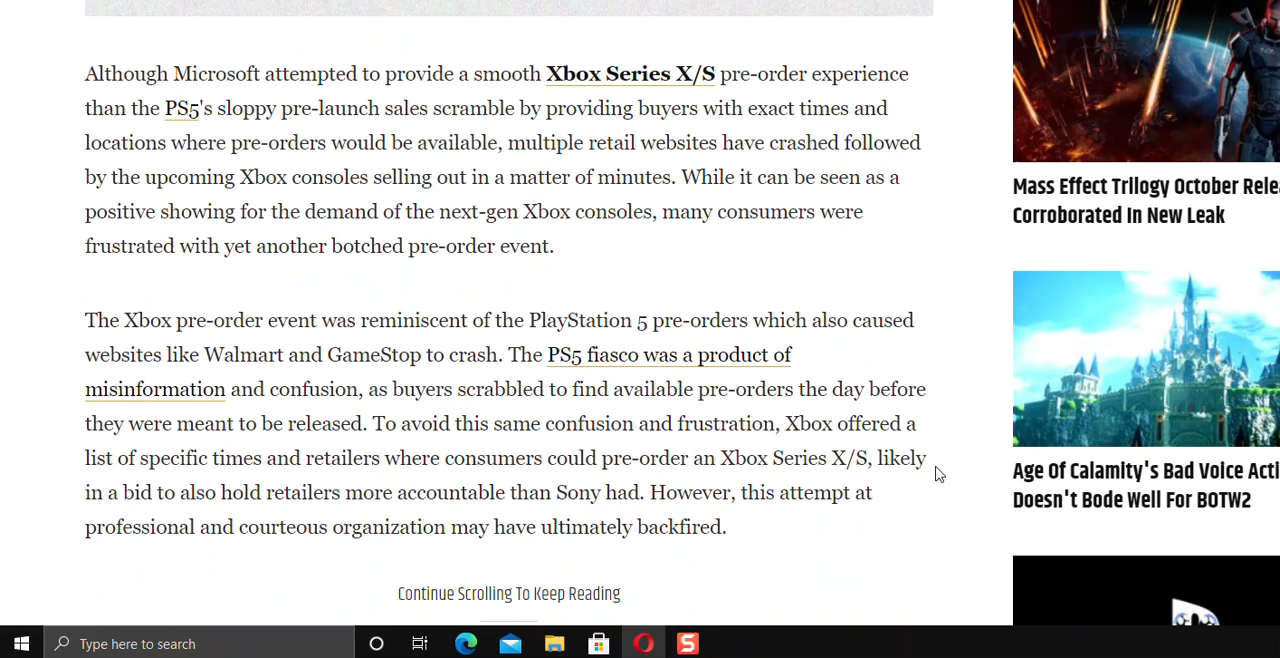 Although Microsoft attempted to provide a smooth Xbox Series X/S pre-order experience
than the PS5's sloppy pre-launch sales scramble by providing buyers with exact times and
locations where pre-orders would be available, multiple retail websites have crashed followed
by the upcoming Xbox consoles selling out in a matter of minutes. While it can be seen as a
positive showing for the demand of the next-gen Xbox consoles, many consumers were
frustrated with yet another botched pre-order event.
The Xbox pre-order event was reminiscent of the PlayStation 5 pre-orders which also caused
websites like Walmart and GameStop to crash. The PS5 fiasco was a product of
misinformation and confusion, as buyers scrabbled to find available pre-orders the day before
they were meant to be released. To avoid this same confusion and frustration, Xbox offered a
list of specific times and retailers where consumers could pre-order an Xbox Series X/S, likely
in a bid to also hold retailers more accountable than Sony had. However, this attempt at
professional and courteous organization may have ultimately backfired.
Continue Scrolling To Keep Reading
Mass Effect Trilogy October Rele
Corroborated In New Leak
Age Of Calamity's Bad Voice Acti
Doesn't Bode Well For BOTW2
Type here to search
S